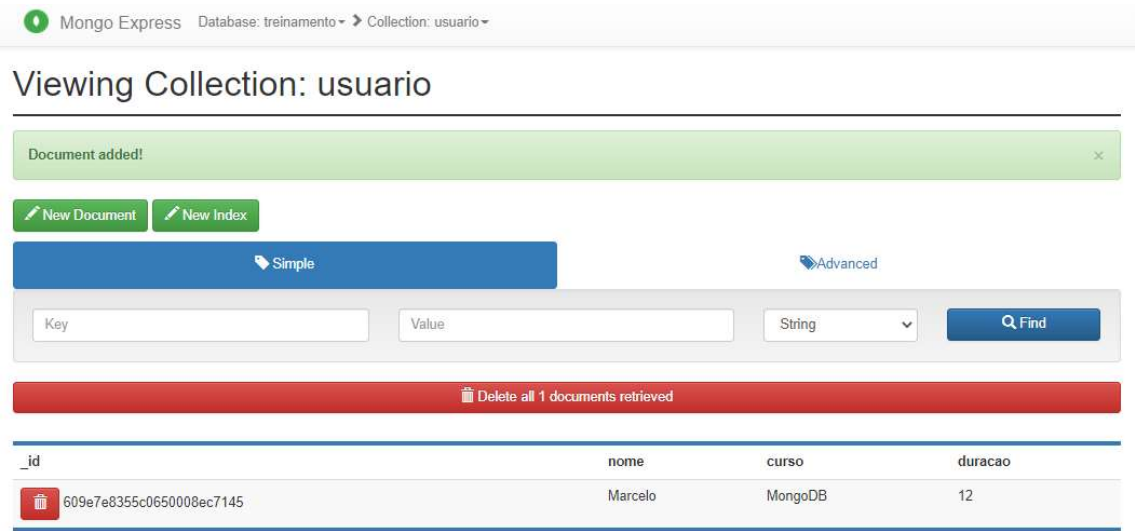 Mongo Express Database: treinamento Collection: usuario
Viewing Collection: usuario
Document added! ×
New Document New Index
Simple Advanced
Key Value String Find
Delete all 1 documents retrieved
_id nome curso duracao
609e7e8355c0650008ec7145 Marcelo MongoDB 12